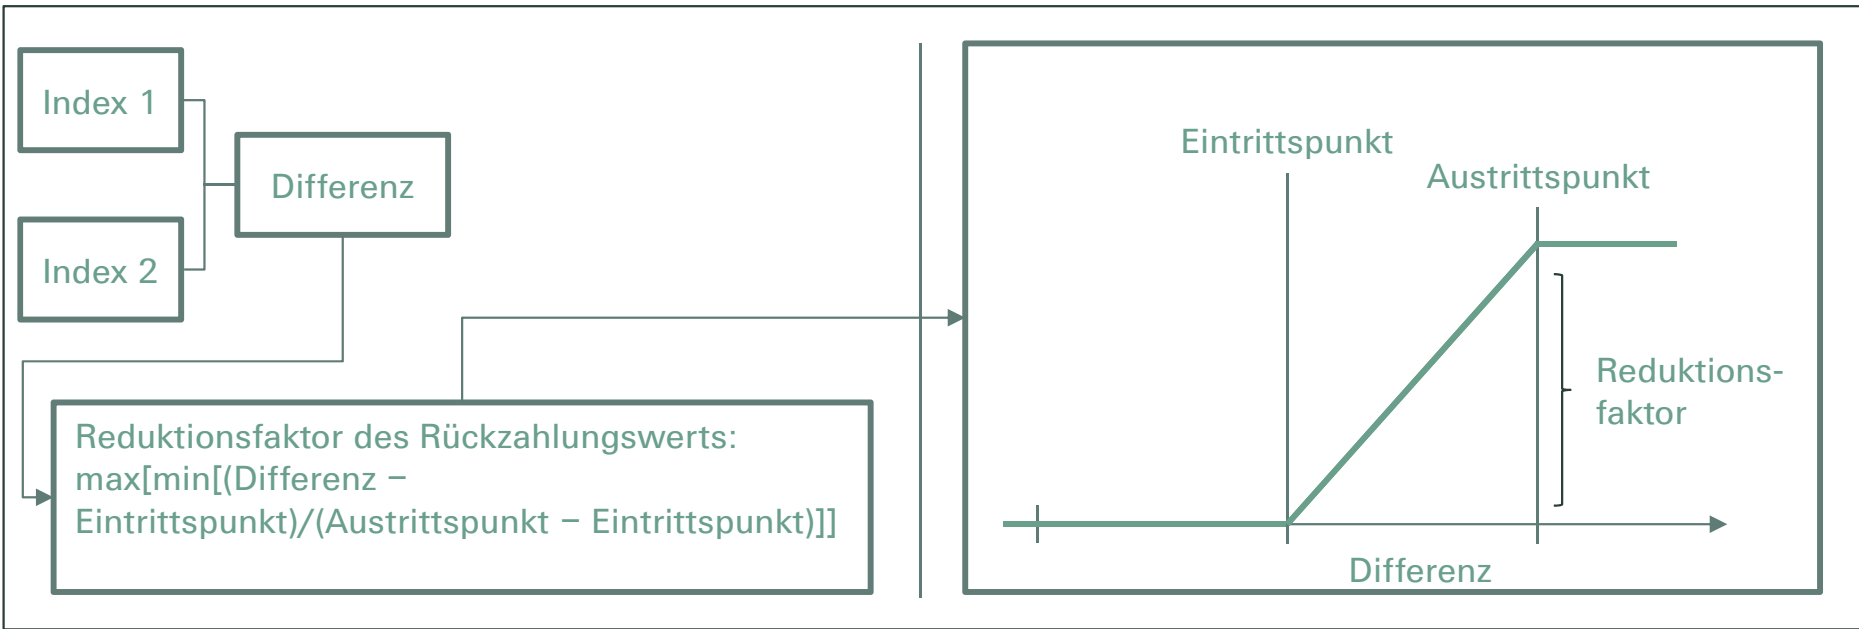 Index 1
Differenz
Index 2
Reduktionsfaktor des Rückzahlungswerts:
max[min[(Differenz –
Eintrittspunkt)/(Austrittspunkt – Eintrittspunkt)]]
Eintrittspunkt
Austrittspunkt
Reduktions-
faktor
Differenz